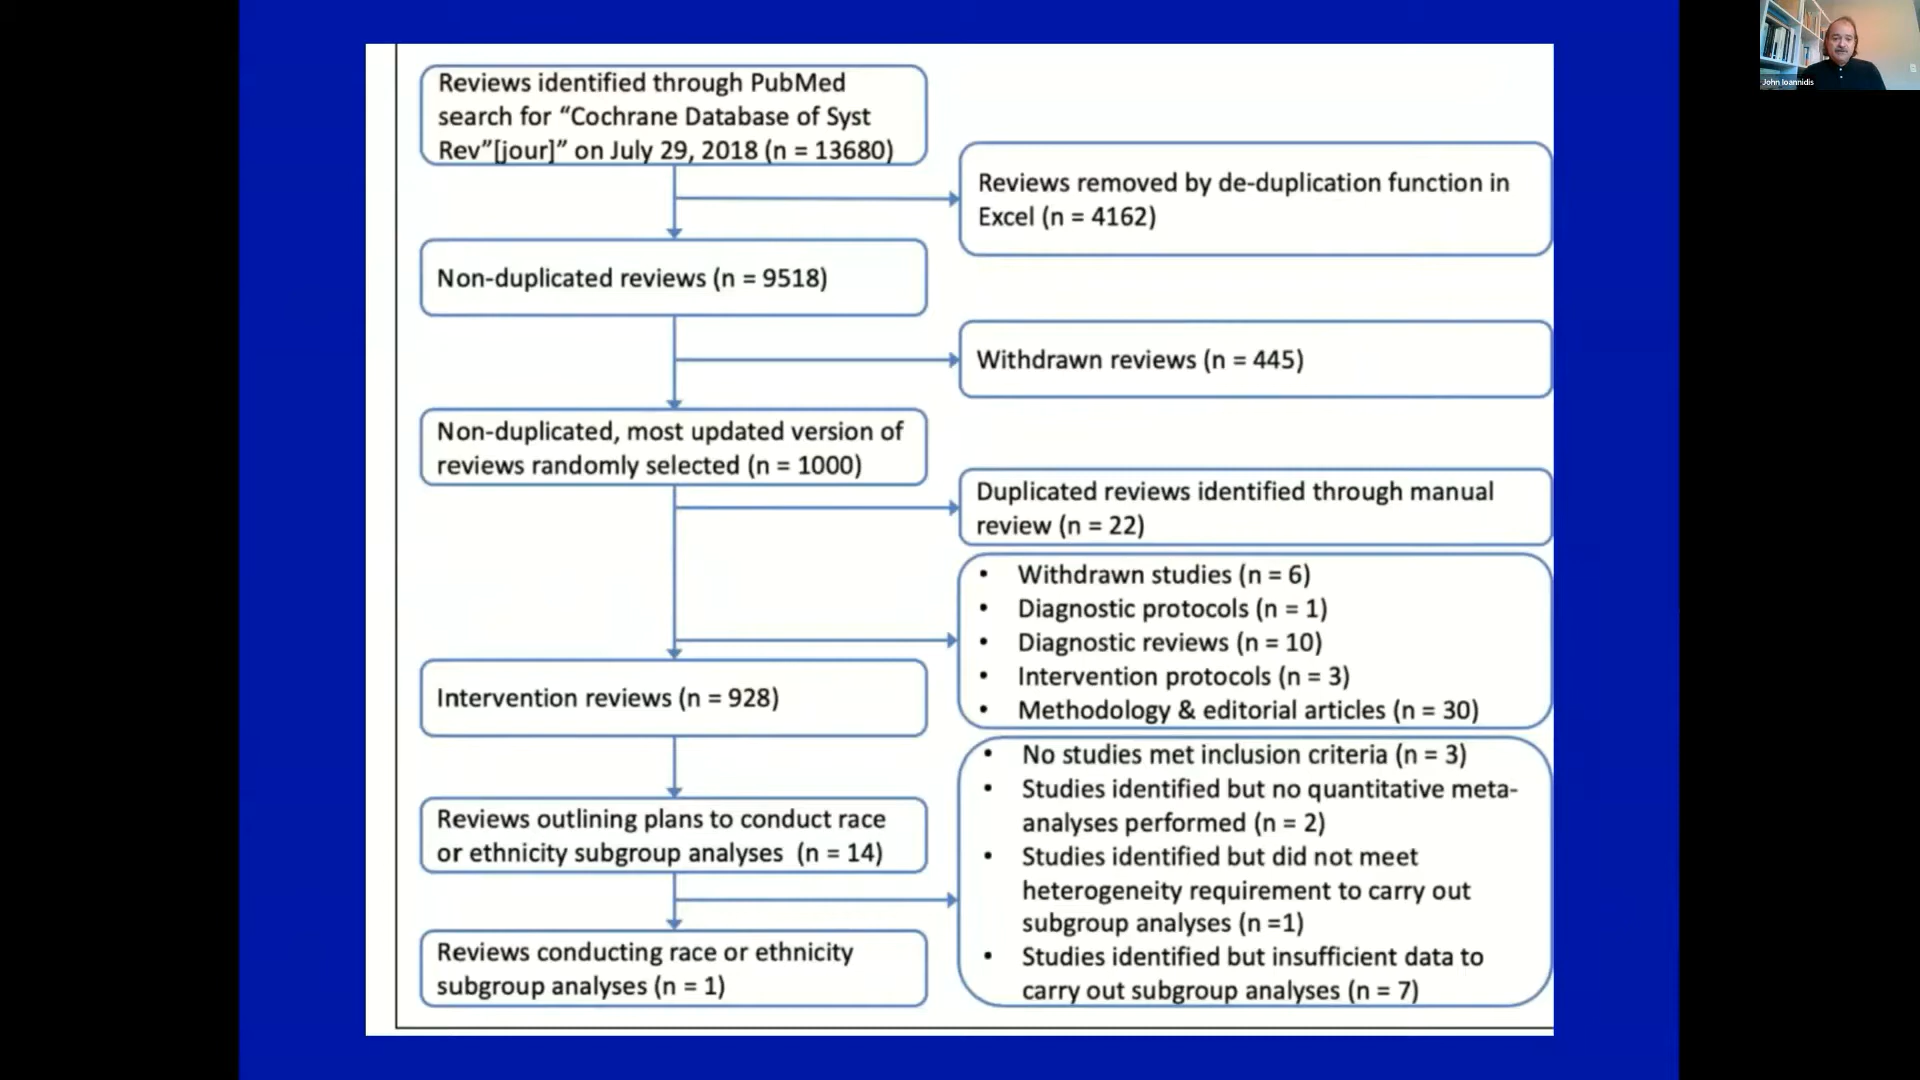 Reviews identified through PubMed
search for “Cochrane Database of Syst
Rev”[jour]” on July 29, 2018 (n = 13680)
Reviews removed by de-duplication function in
Excel (n = 4162)
Non-duplicated reviews (n = 9518)
Withdrawn reviews (n = 445)
Non-duplicated, most updated version of
reviews randomly selected (n = 1000)
Duplicated reviews identified through manual
review (n = 22)
• Withdrawn studies (n = 6)
• Diagnostic protocols (n = 1)
• Diagnostic reviews (n = 10)
• Intervention protocols (n = 3)
• Methodology & editorial articles (n = 30)
Intervention reviews (n = 928)
Reviews outlining plans to conduct race
or ethnicity subgroup analyses (n = 14)
• No studies met inclusion criteria (n = 3)
• Studies identified but no quantitative meta-
analyses performed (n = 2)
• Studies identified but did not meet
heterogeneity requirement to carry out
subgroup analyses (n =1)
• Studies identified but insufficient data to
carry out subgroup analyses (n = 7)
Reviews conducting race or ethnicity
subgroup analyses (n = 1)
John Ioannidis